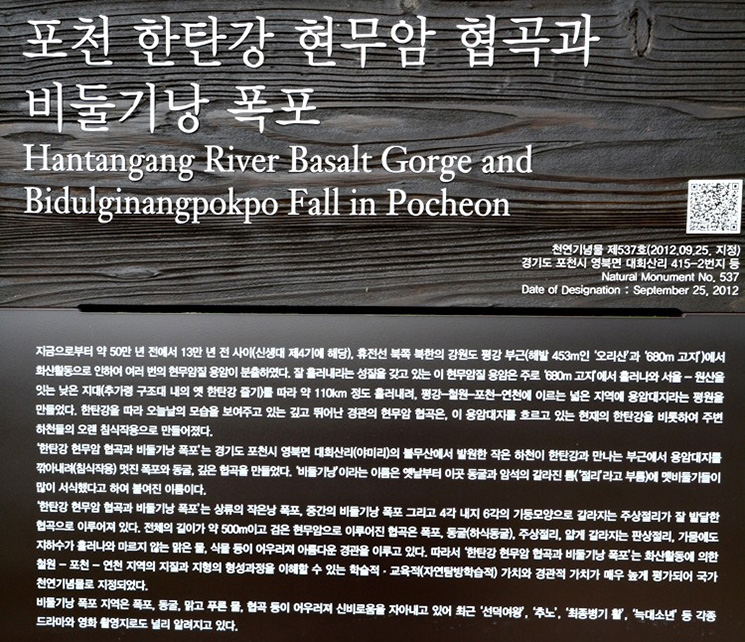 포천 한탄강 현무암 협곡과
비둘기낭 폭포
Hantangang River Basalt Gorge and
Bidulginangpokpo Fall in Pocheon
천연기념물 제537호(2012.09.25. 지정)
경기도 포천시 영북면 대회산리 415-2번지 등
Natural Monument No. 537
Date of Designation : September 25, 2012
지금으로부터 약 50만 년 전에서 13만 년 전 사이(신생대 제4기에 해당), 휴전선 북쪽 북한의 강원도 평강 부근(해발 453m인 '오리산'과 '680m 고지')에서
화산활동으로 인하여 여러 번의 현무암질 용암이 분출하였다. 잘 흘러내리는 성질을 갖고 있는 이 현무암질 용암은 주로 '680m 고지'에서 흘러나와 서울 – 원산을
잇는 낮은 지대(추가령 구조대 내의 옛 한탄강 줄기)를 따라 약 110km 정도 흘러내려, 평강-철원-포천-연천에 이르는 넓은 지역에 용암대지라는 평원을
만들었다. 한탄강을 따라 오늘날의 모습을 보여주고 있는 깊고 뛰어난 경관의 현무암 협곡은, 이 용암대지를 흐르고 있는 현재의 한탄강을 비롯하여 주변
하천들의 오랜 침식작용으로 만들어졌다.
'한탄강 현무암 협곡과 비둘기낭 폭포'는 경기도 포천시 영북면 대회산리(아미리)의 불무산에서 발원한 작은 하천이 한탄강과 만나는 부근에서 용암대지를
깎아내려(침식작용) 멋진 폭포와 동굴, 깊은 협곡을 만들었다. '비둘기낭'이라는 이름은 옛날부터 이곳 동굴과 암석의 갈라진 틈('절리'라고 부름)에 멧비둘기들이
많이 서식했다고 하여 붙여진 이름이다.
'한탄강 현무암 협곡과 비둘기낭 폭포'는 상류의 작은낭 폭포, 중간의 비둘기낭 폭포 그리고 4각 내지 6각의 기둥모양으로 갈라지는 주상절리가 잘 발달한
협곡으로 이루어져 있다. 전체의 길이가 약 500m이고 검은 현무암으로 이루어진 협곡은 폭포, 동굴(하식동굴), 주상절리, 얇게 갈라지는 판상절리, 가뭄에도
지하수가 흘러나와 마르지 않는 맑은 물, 식물 등이 어우러져 아름다운 경관을 이루고 있다. 따라서 '한탄강 현무암 협곡과 비둘기낭 폭포'는 화산활동에 의한
철원 – 포천 – 연천 지역의 지질과 지형의 형성과정을 이해할 수 있는 학술적 · 교육적(자연탐방학습적) 가치와 경관적 가치가 매우 높게 평가되어 국가
천연기념물로 지정되었다.
비둘기낭 폭포 지역은 폭포, 동굴, 맑고 푸른 물, 협곡 등이 어우러져 신비로움을 자아내고 있어 최근 '선덕여왕', '추노', '최종병기 활', '늑대소년' 등 각종
드라마와 영화 촬영지로도 널리 알려지고 있다.